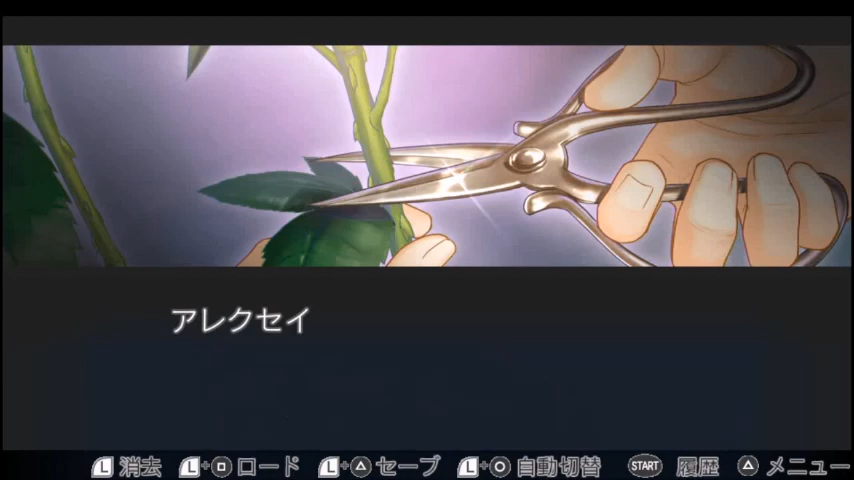 アレクセイ
L 消去 L+□ ロード L+△ セーブ L+○ 自動切替 START 履歴 △ メニュー